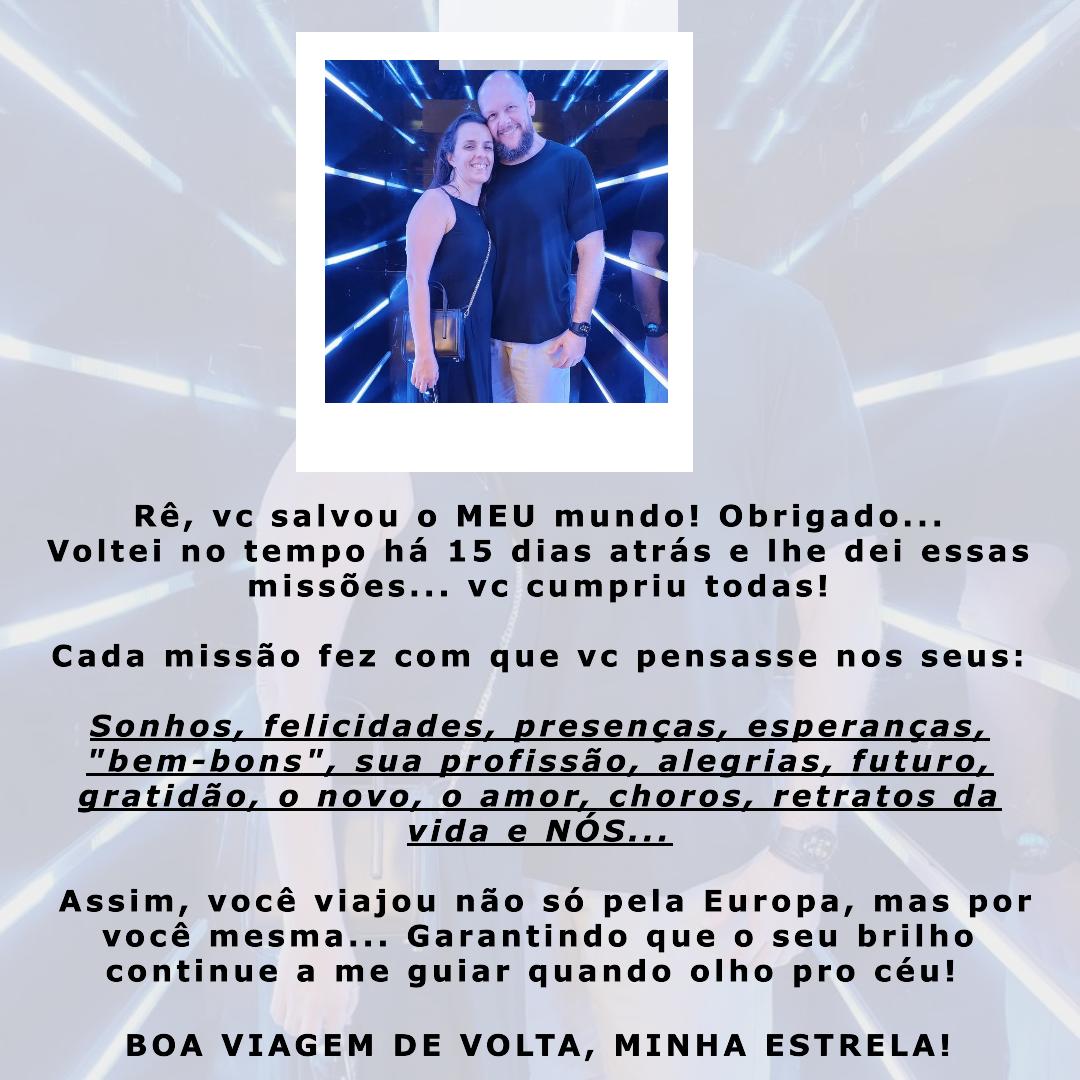 Rê, vc salvou o MEU mundo! Obrigado...
Voltei no tempo há 15 dias atrás e lhe dei essas
missões... vc cumpriu todas!
Cada missão fez com que vc pensasse nos seus:
Sonhos, felicidades, presenças, esperanças,
"bem-bons", sua profissão, alegrias, futuro,
gratidão, o novo, o amor, choros, retratos da
vida e NÓS...
Assim, você viajou não só pela Europa, mas por
você mesma... Garantindo que o seu brilho
continue a me guiar quando olho pro céu!
BOA VIAGEM DE VOLTA, MINHA ESTRELA!